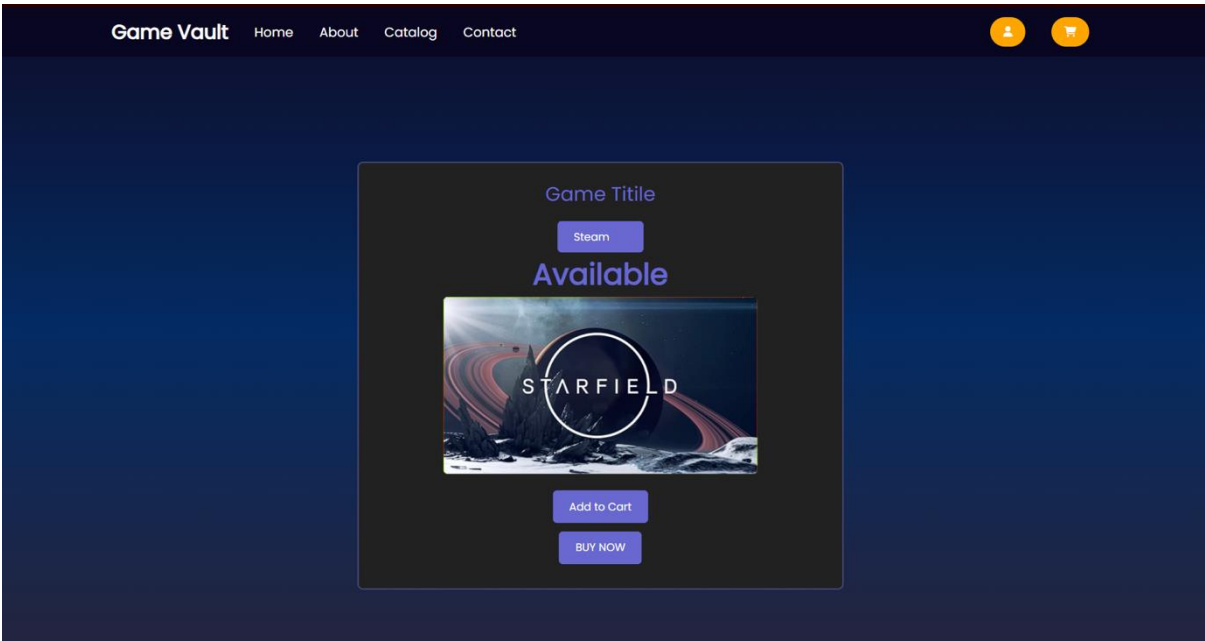 Game Vault Home About Catalog Contact
Game Titile
Steam
Available
STARFIELD
Add to Cart
BUY NOW